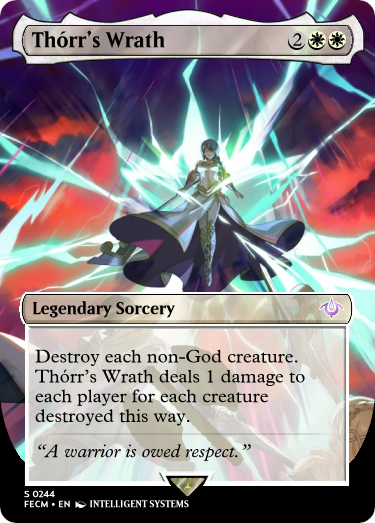 Thórr's Wrath 2
Legendary Sorcery
Destroy each non-God creature.
Thórr's Wrath deals 1 damage to
each player for each creature
destroyed this way.
“A warrior is owed respect.”
S 0244
FECM • EN INTELLIGENT SYSTEMS